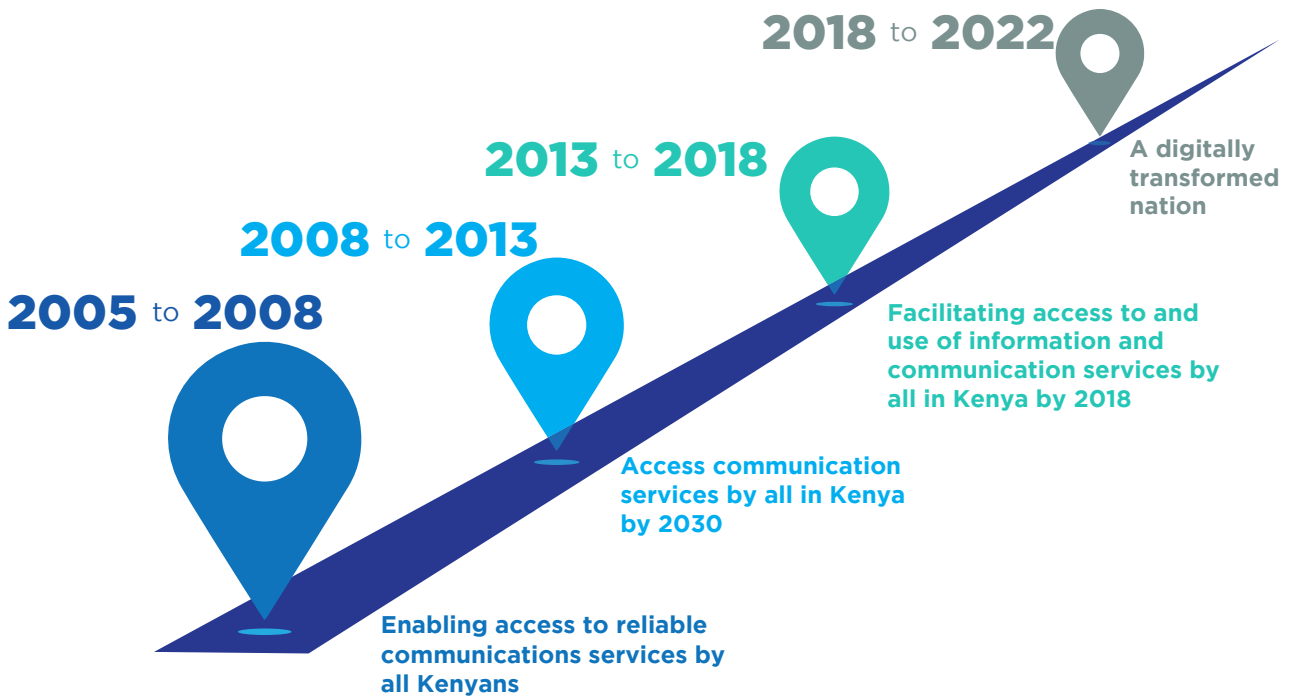 2018 to 2022
A digitally
transformed
nation
2013 to 2018
Facilitating access to and
use of information and
communication services by
all in Kenya by 2018
2008 to 2013
Access communication
services by all in Kenya
by 2030
2005 to 2008
Enabling access to reliable
communications services by
all Kenyans